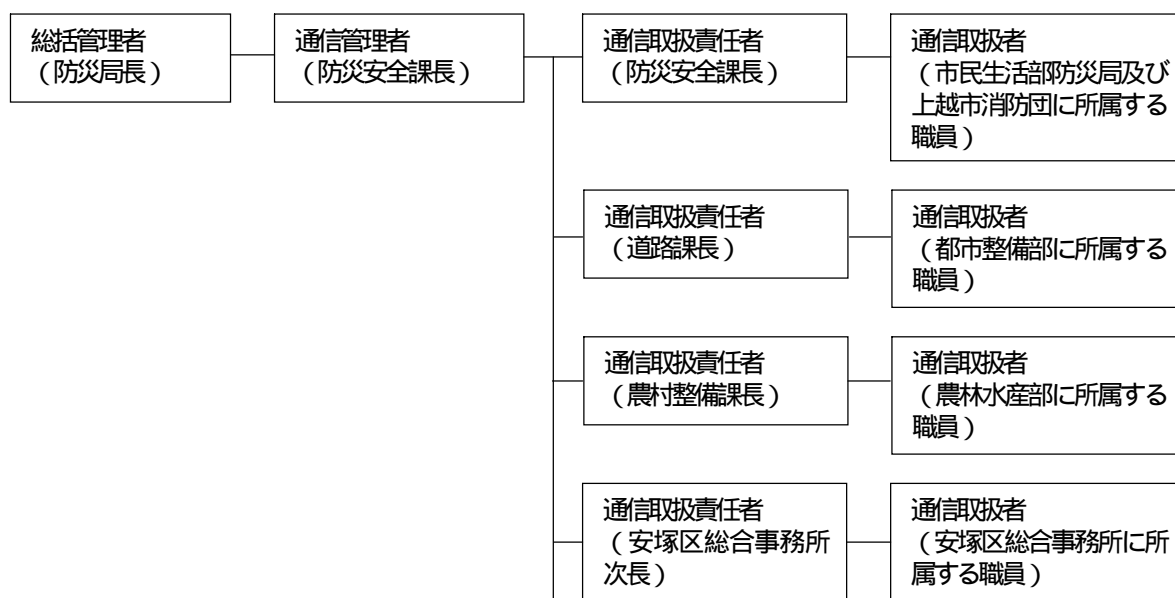 総括管理者
（防災局長）
通信管理者
（防災安全課長）
通信取扱責任者
（防災安全課長）
通信取扱者
（市民生活部防災局及び
上越市消防団に所属する
職員）
通信取扱責任者
（道路課長）
通信取扱者
（都市整備部に所属する
職員）
通信取扱責任者
（農村整備課長）
通信取扱者
（農林水産部に所属する
職員）
通信取扱責任者
（安塚区総合事務所
次長）
通信取扱者
（安塚区総合事務所に所
属する職員）